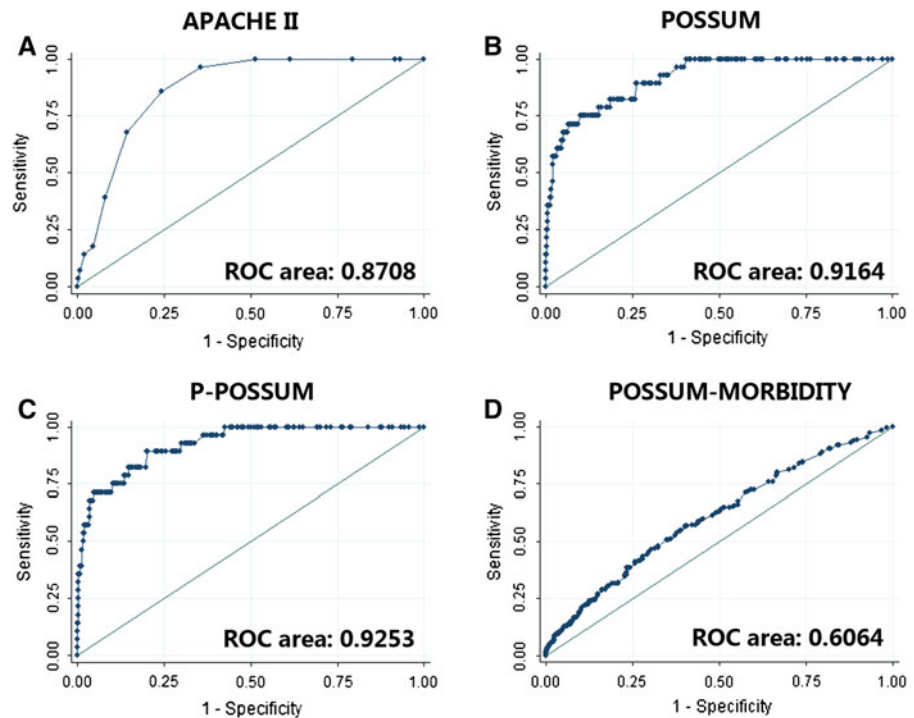 A
APACHE II
Sensitivity
1.00
0.75
0.50
0.25
0.00
ROC area: 0.8708
0.00 0.25 0.50 0.75 1.00
1 - Specificity
B
POSSUM
Sensitivity
1.00
0.75
0.50
0.25
0.00
ROC area: 0.9164
0.00 0.25 0.50 0.75 1.00
1 - Specificity
C
P-POSSUM
Sensitivity
1.00
0.75
0.50
0.25
0.00
ROC area: 0.9253
0.00 0.25 0.50 0.75 1.00
1 - Specificity
D
POSSUM-MORBIDITY
Sensitivity
1.00
0.75
0.50
0.25
0.00
ROC area: 0.6064
0.00 0.25 0.50 0.75 1.00
1 - Specificity